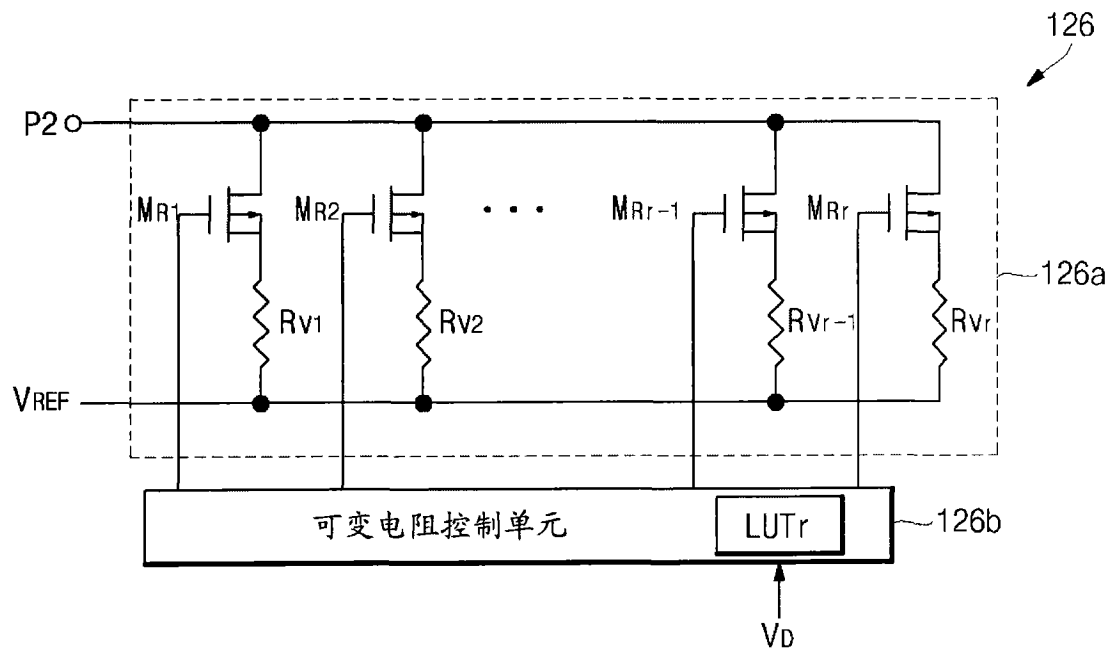 126
P2
MR1
MR2
. . .
MRr-1
MRr
126a
RV1
RV2
RVr-1
RVr
VREF
可变电阻控制单元
LUTr
126b
VD